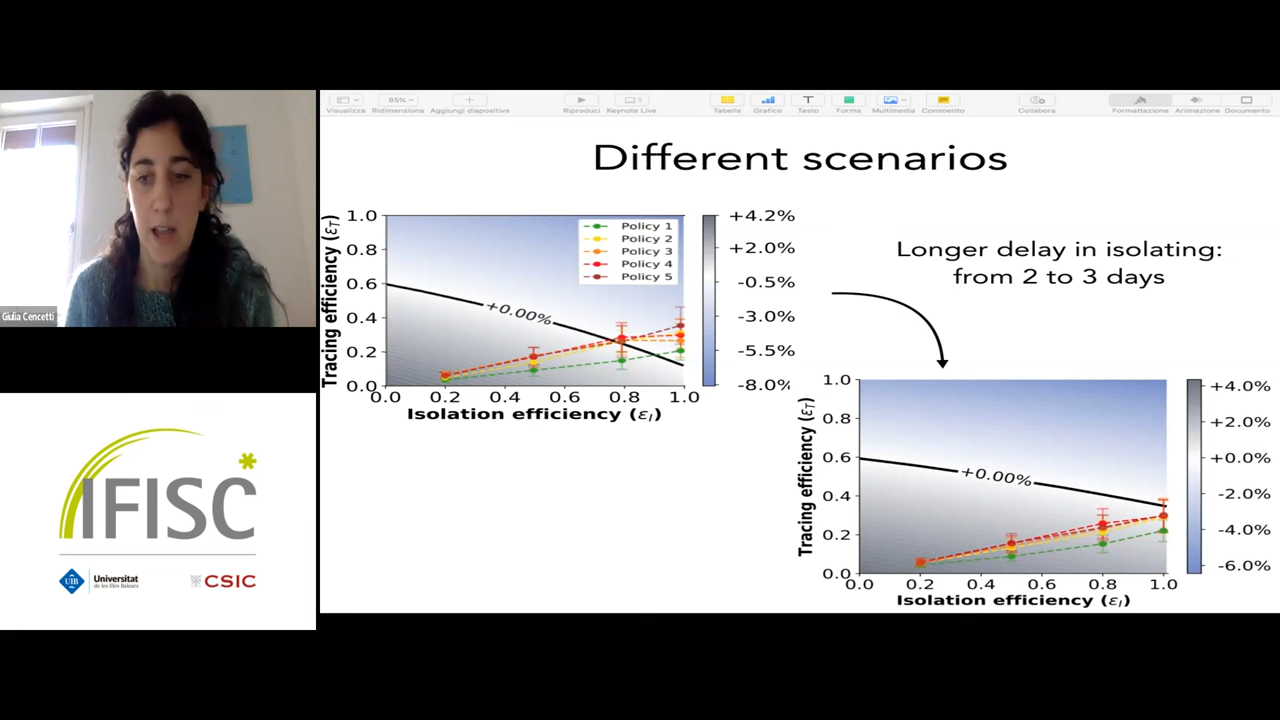 Visualizza
85%
Ridimensiona
Aggiungi diapositiva
Riproduci
Keynote Live
Tabella
Grafico
Testo
Forma
Multimedia
Commento
Collabora
Formattazione
Animazione
Documento
Different scenarios
Tracing efficiency (εT)
1.0
0.8
0.6
0.4
0.2
0.0
+0.00%
Policy 1
Policy 2
Policy 3
Policy 4
Policy 5
0.0 0.2 0.4 0.6 0.8 1.0
Isolation efficiency (εI)
+4.2%
+2.0%
-0.5%
-3.0%
-5.5%
-8.0%
Longer delay in isolating:
from 2 to 3 days
Tracing efficiency (εT)
1.0
0.8
0.6
0.4
0.2
0.0
+0.00%
0.0 0.2 0.4 0.6 0.8 1.0
Isolation efficiency (εI)
+4.0%
+2.0%
+0.0%
-2.0%
-4.0%
-6.0%
Giulia Cencetti
IFISC
UIB
Universitat
de les Illes Balears
CSIC